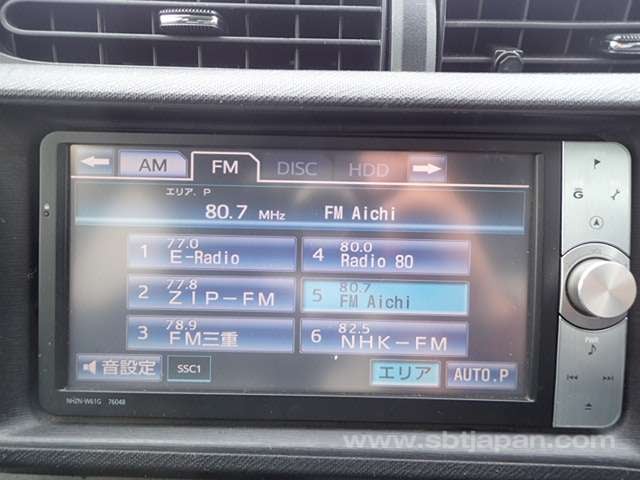 AM FM DISC HDD
エリア. P
80.7 MHz FM Aichi
1 77.0 E-Radio
4 80.0 Radio 80
2 77.8 ZIP-FM
5 80.7 FM Aichi
3 78.9 FM三重
6 82.5 NHK-FM
音設定 SSC1 エリア AUTO.P
NHZN-W61G 76048
G
PWR
www.sbtjapan.com